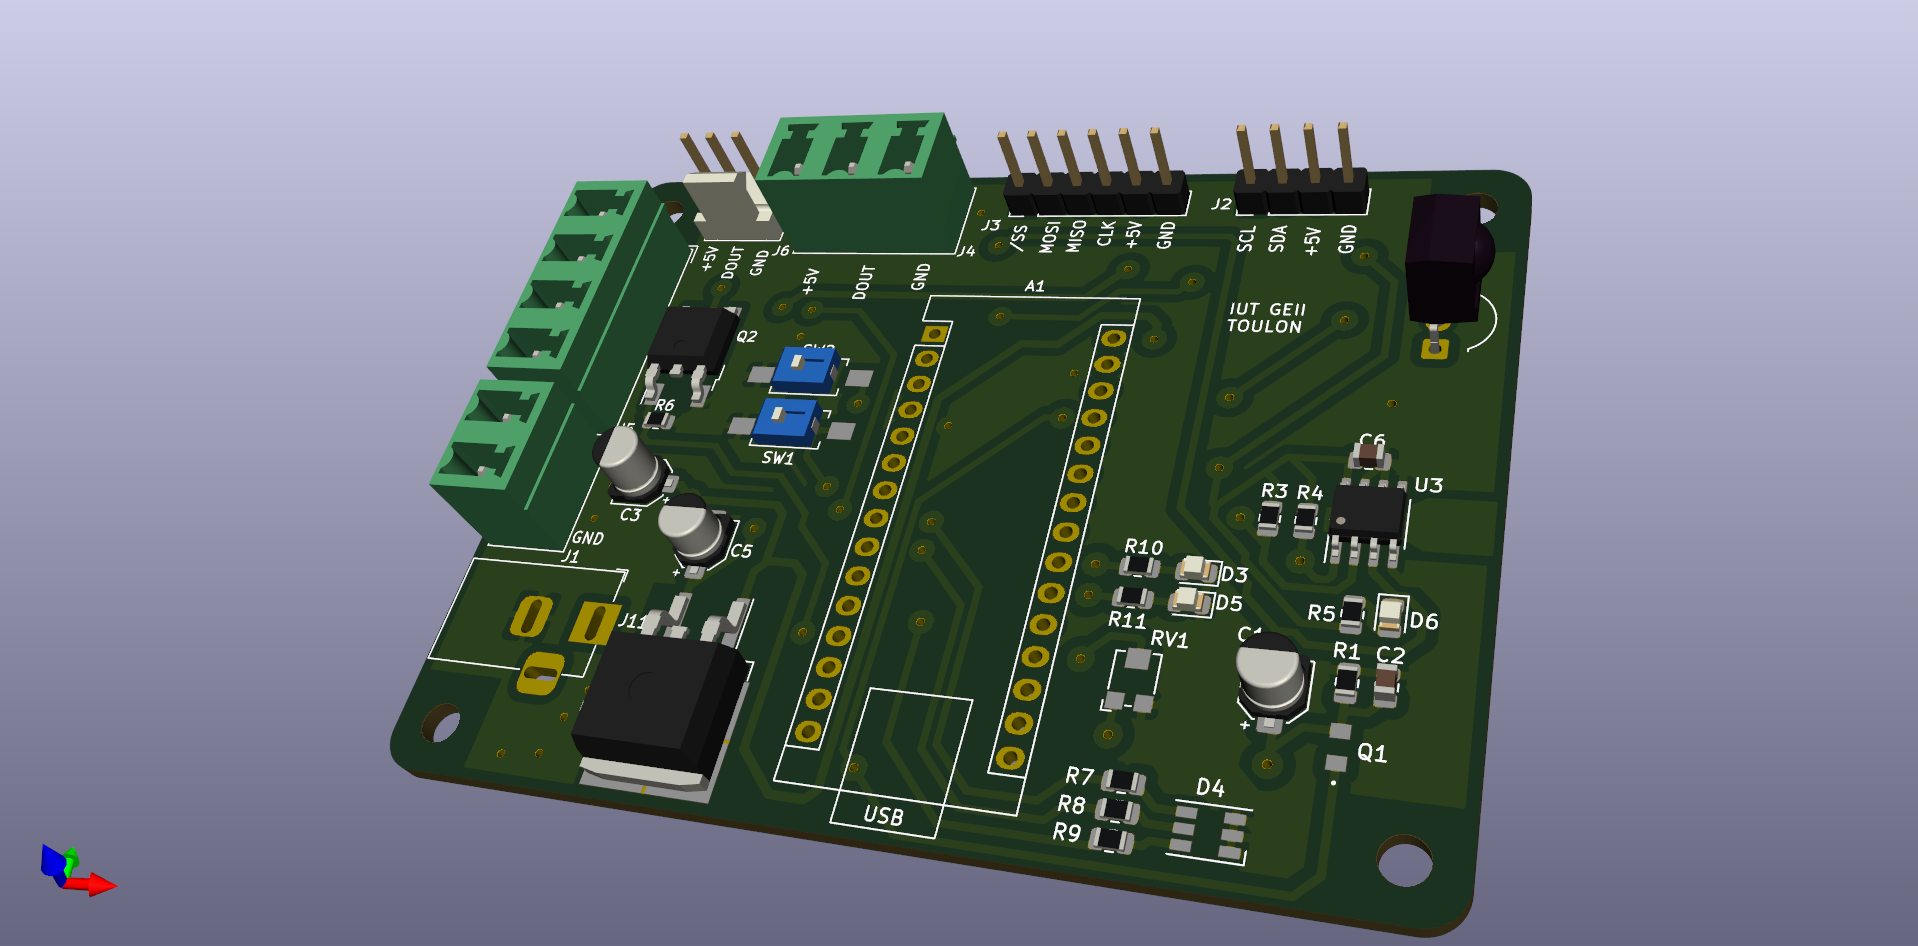 J3
/SS
MOSI
MISO
CLK
+5V
GND
J2
SCL
SDA
+5V
GND
+5V
DOUT
GND
J6
J4
+5V
DOUT
GND
A1
IUT GEII
TOULON
Q2
R6
SW1
C3
C5
GND
J1
J11
C6
U3
R3
R4
R10
D3
D5
R11
RV1
R5
D6
R1
C2
Q1
R7
R8
R9
D4
USB